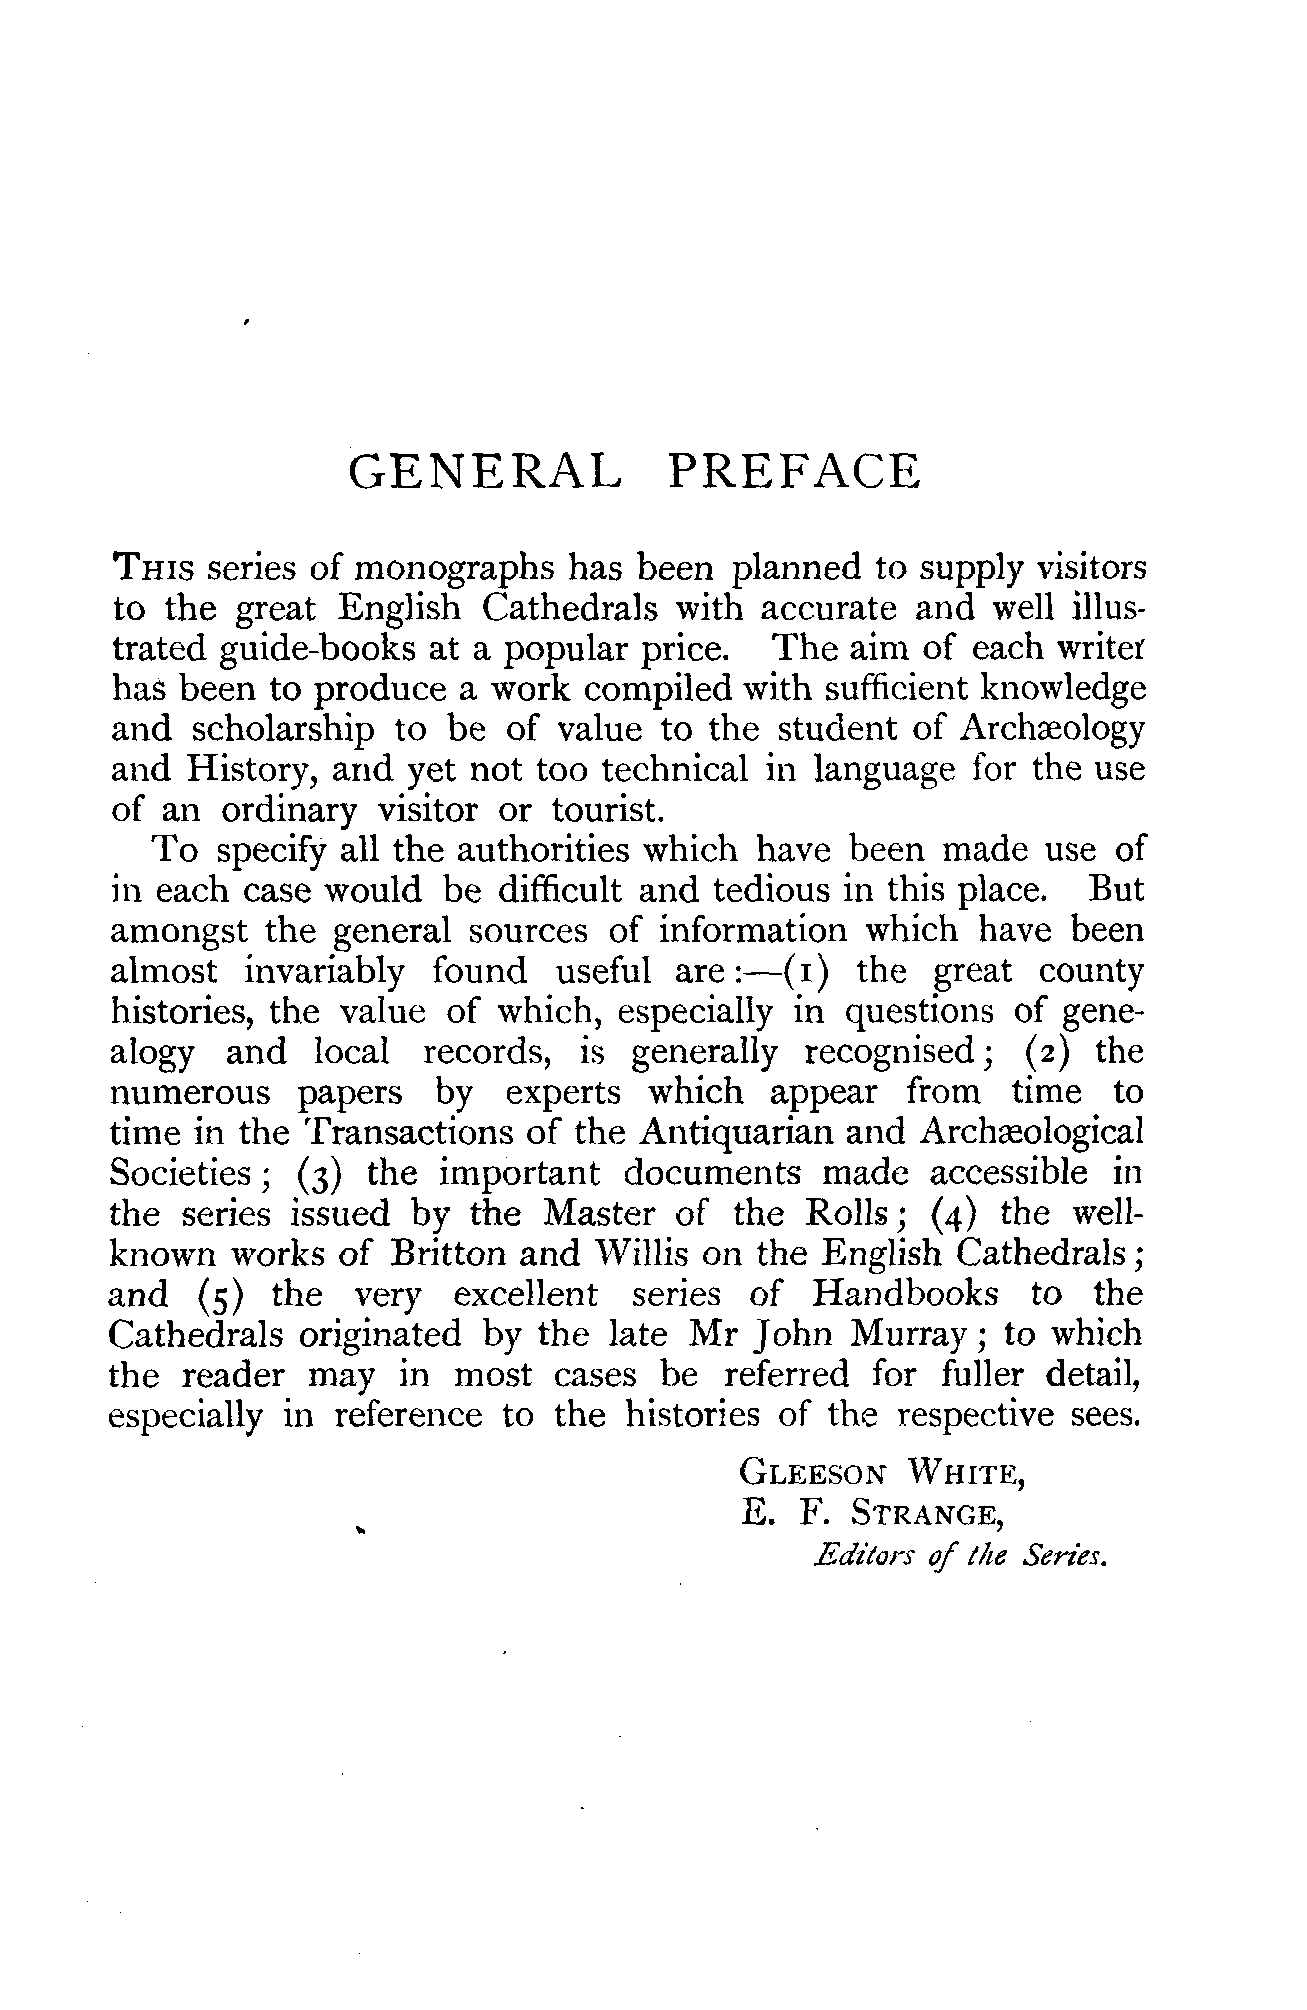 GENERAL PREFACE
THIS series of monographs has been planned to supply visitors
to the great English Cathedrals with accurate and well illus-
trated guide-books at a popular price. The aim of each writer
has been to produce a work compiled with sufficient knowledge
and scholarship to be of value to the student of Archæology
and History, and yet not too technical in language for the use
of an ordinary visitor or tourist.
To specify all the authorities which have been made use of
in each case would be difficult and tedious in this place. But
amongst the general sources of information which have been
almost invariably found useful are :—(1) the great county
histories, the value of which, especially in questions of gene-
alogy and local records, is generally recognised ; (2) the
numerous papers by experts which appear from time to
time in the Transactions of the Antiquarian and Archæological
Societies ; (3) the important documents made accessible in
the series issued by the Master of the Rolls ; (4) the well-
known works of Britton and Willis on the English Cathedrals ;
and (5) the very excellent series of Handbooks to the
Cathedrals originated by the late Mr John Murray ; to which
the reader may in most cases be referred for fuller detail,
especially in reference to the histories of the respective sees.
GLEESON WHITE,
E. F. STRANGE,
Editors of the Series.